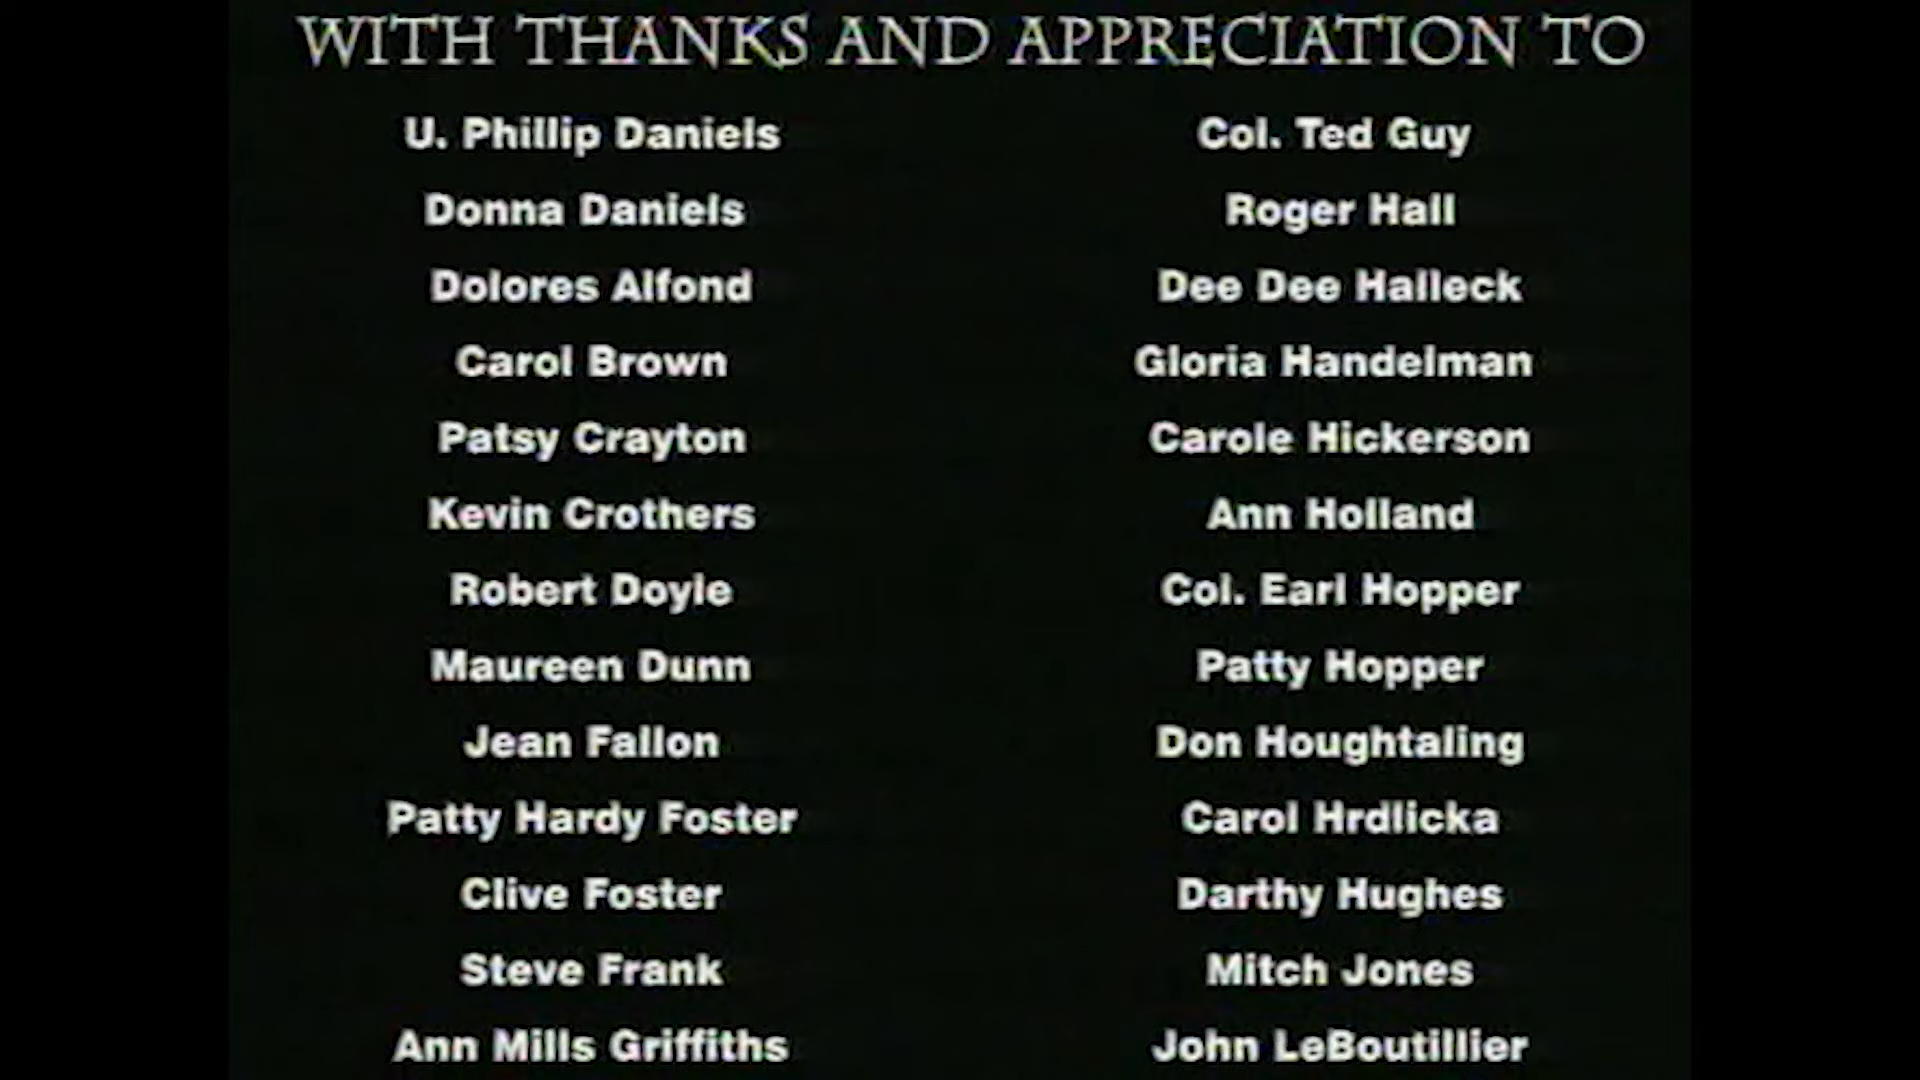 WITH THANKS AND APPRECIATION TO
U. Phillip Daniels
Donna Daniels
Dolores Alfond
Carol Brown
Patsy Crayton
Kevin Crothers
Robert Doyle
Maureen Dunn
Jean Fallon
Patty Hardy Foster
Clive Foster
Steve Frank
Ann Mills Griffiths
Col. Ted Guy
Roger Hall
Dee Dee Halleck
Gloria Handelman
Carole Hickerson
Ann Holland
Col. Earl Hopper
Patty Hopper
Don Houghtaling
Carol Hrdlicka
Darthy Hughes
Mitch Jones
John LeBoutillier